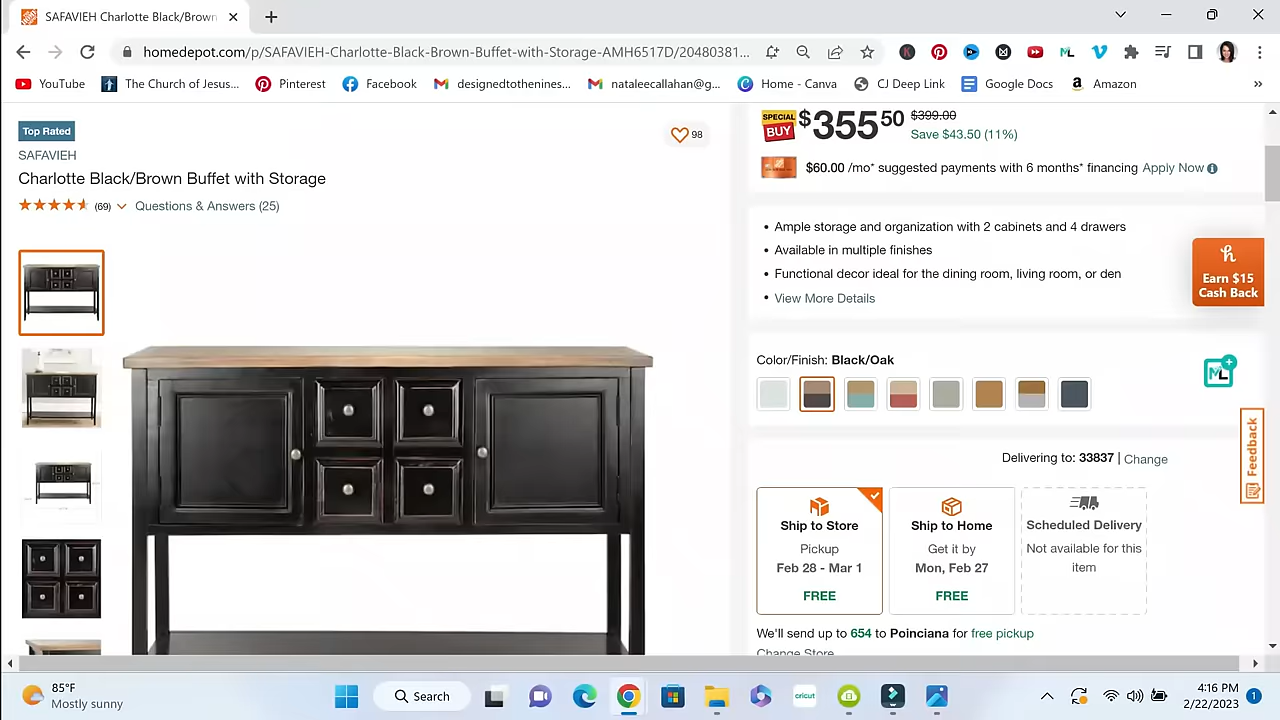 SAFAVIEH Charlotte Black/Brown
homedepot.com/p/SAFAVIEH-Charlotte-Black-Brown-Buffet-with-Storage-AMH6517D/20480381...
YouTube The Church of Jesus... Pinterest Facebook designedtothenines... nataleecallahan@g... Home - Canva CJ Deep Link Google Docs Amazon »
Top Rated
SAFAVIEH
Charlotte Black/Brown Buffet with Storage
(69) Questions & Answers (25)
98
SPECIAL BUY $355 50 $399.00
Save $43.50 (11%)
$60.00 /mo* suggested payments with 6 months* financing Apply Now
• Ample storage and organization with 2 cabinets and 4 drawers
• Available in multiple finishes
• Functional decor ideal for the dining room, living room, or den
• View More Details
Earn $15
Cash Back
Color/Finish: Black/Oak
ML
Feedback
Delivering to: 33837 | Change
Ship to Store
Pickup
Feb 28 - Mar 1
FREE
Ship to Home
Get it by
Mon, Feb 27
FREE
Scheduled Delivery
Not available for this
item
We'll send up to 654 to Poinciana for free pickup
Change Store
85°F
Mostly sunny
Search
cricut
4:16 PM
2/22/2023
1